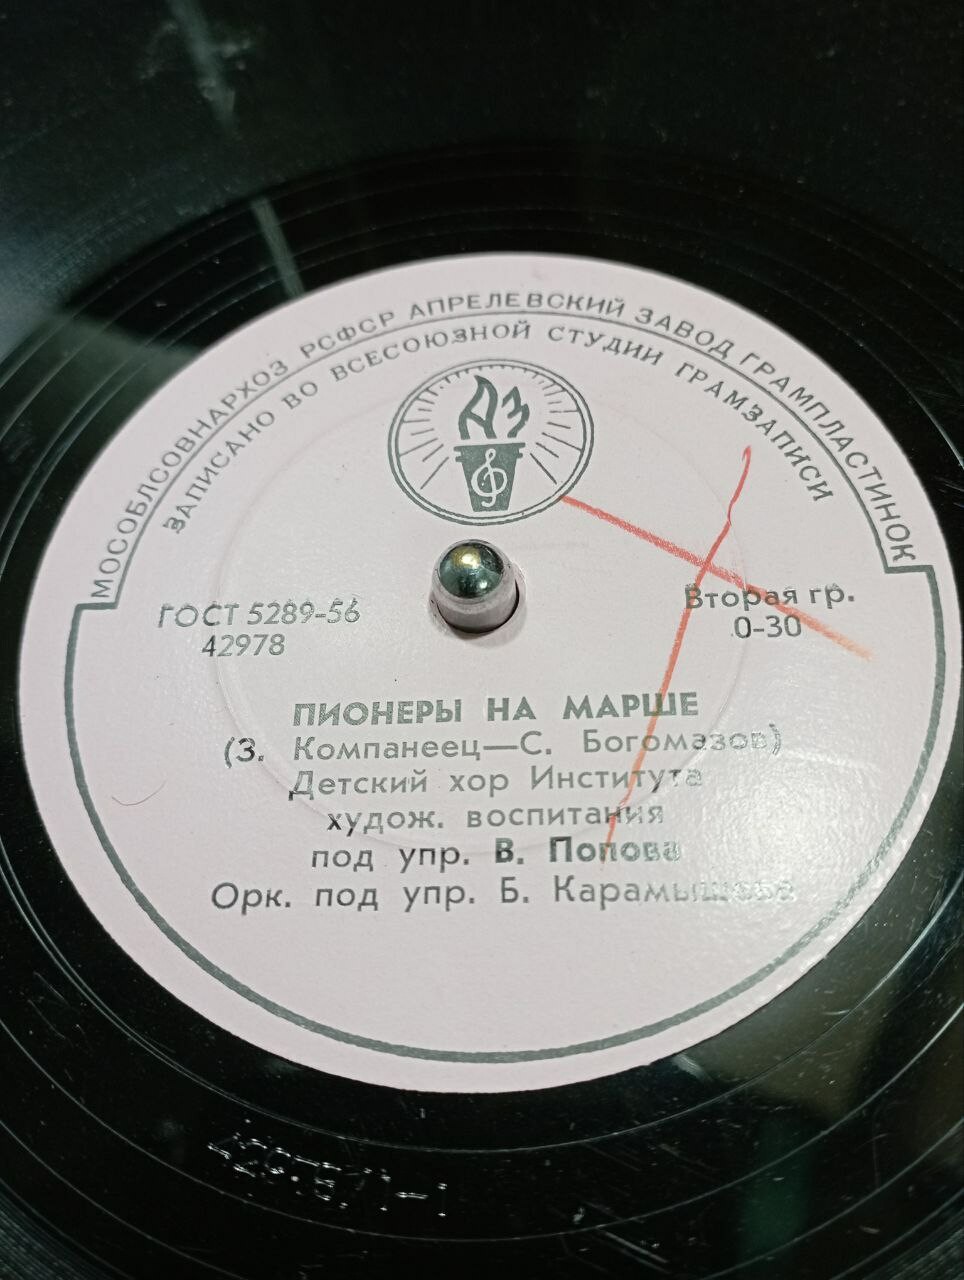 МОСОБЛСОВНАРХОЗ РСФСР АПРЕЛЕВСКИЙ ЗАВОД ГРАМПЛАСТИНОК
ЗАПИСАНО ВО ВСЕСОЮЗНОЙ СТУДИИ ГРАМЗАПИСИ
АЗ
ГОСТ 5289-56
42978
Вторая гр.
0-30
ПИОНЕРЫ НА МАРШЕ
(З. Компанеец—С. Богомазов)
Детский хор Института
худож. воспитания
под упр. В. Попова
Орк. под упр. Б. Карамышева